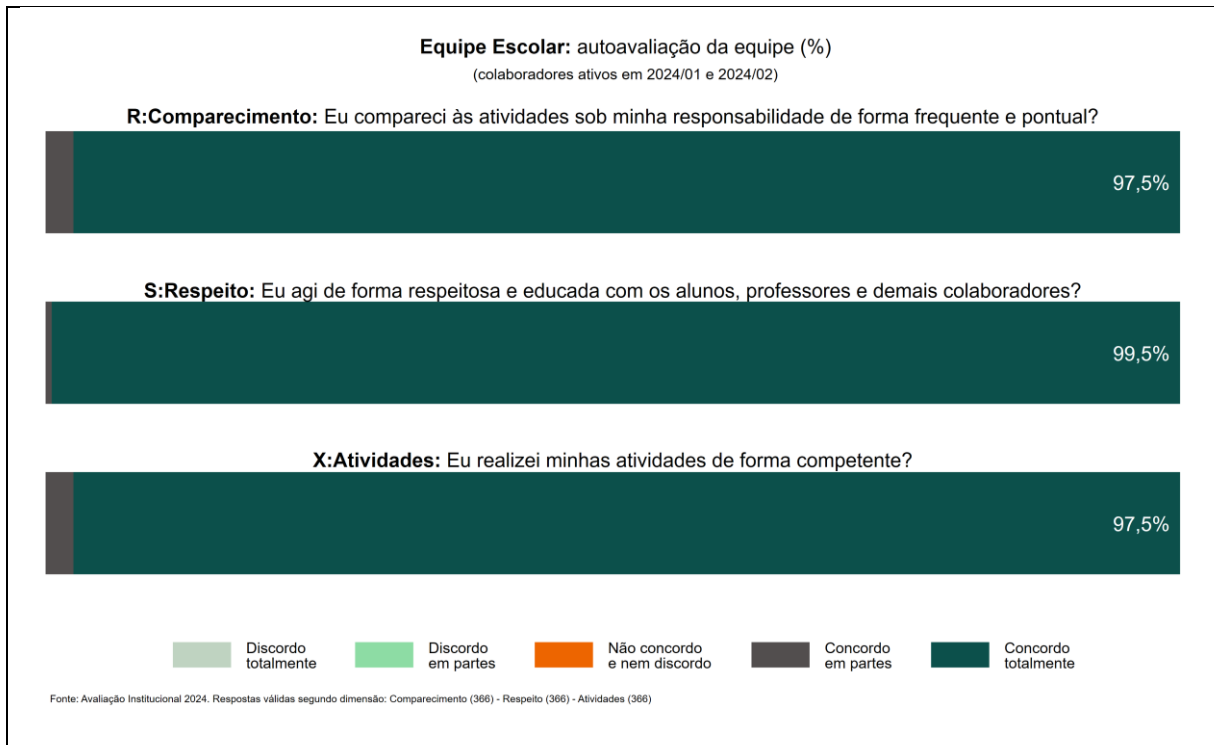 Equipe Escolar: autoavaliação da equipe (%)
(colaboradores ativos em 2024/01 e 2024/02)
R:Comparecimento: Eu compareci às atividades sob minha responsabilidade de forma frequente e pontual?
97,5%
S:Respeito: Eu agi de forma respeitosa e educada com os alunos, professores e demais colaboradores?
99,5%
X:Atividades: Eu realizei minhas atividades de forma competente?
97,5%
Discordo
totalmente
Discordo
em partes
Não concordo
e nem discordo
Concordo
em partes
Concordo
totalmente
Fonte: Avaliação Institucional 2024. Respostas válidas segundo dimensão: Comparecimento (366) - Respeito (366) - Atividades (366)